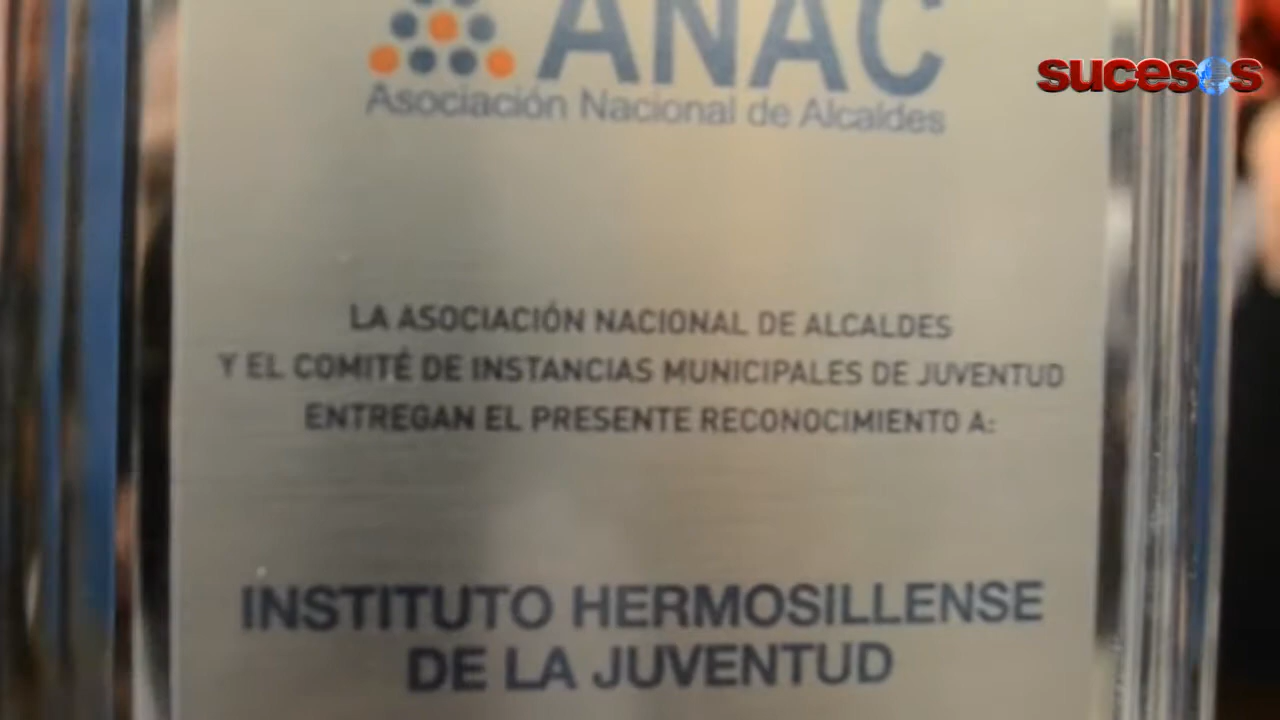 ANAC
sucesos
Asociación Nacional de Alcaldes
LA ASOCIACIÓN NACIONAL DE ALCALDES
Y EL COMITÉ DE INSTANCIAS MUNICIPALES DE JUVENTUD
ENTREGAN EL PRESENTE RECONOCIMIENTO A:
INSTITUTO HERMOSILLENSE
DE LA JUVENTUD